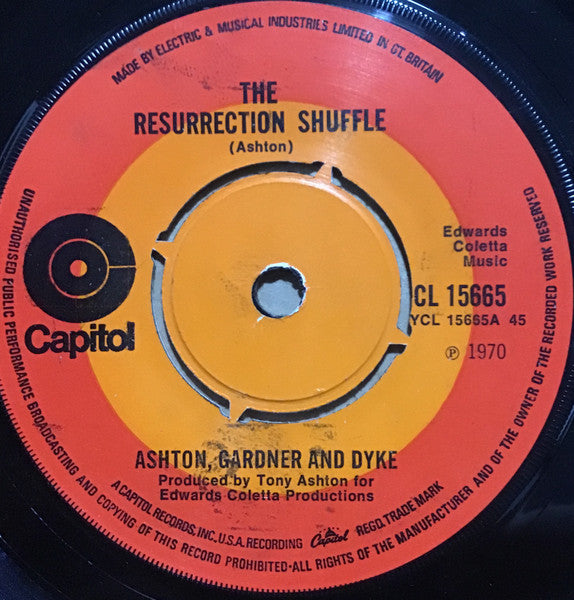 MADE BY ELECTRIC & MUSICAL INDUSTRIES LIMITED IN GT. BRITAIN
THE
RESURRECTION SHUFFLE
(Ashton)
Capitol
Edwards
Coletta
Music
CL 15665
YCL 15665A 45
℗ 1970
ASHTON, GARDNER AND DYKE
Produced by Tony Ashton for
Edwards Coletta Productions
A CAPITOL RECORDS, INC., U.S.A. RECORDING · Capitol REGD. TRADE MARK
UNAUTHORISED PUBLIC PERFORMANCE BROADCASTING AND COPYING OF THIS RECORD PROHIBITED·ALL RIGHTS OF THE MANUFACTURER AND OF THE OWNER OF THE RECORDED WORK RESERVED